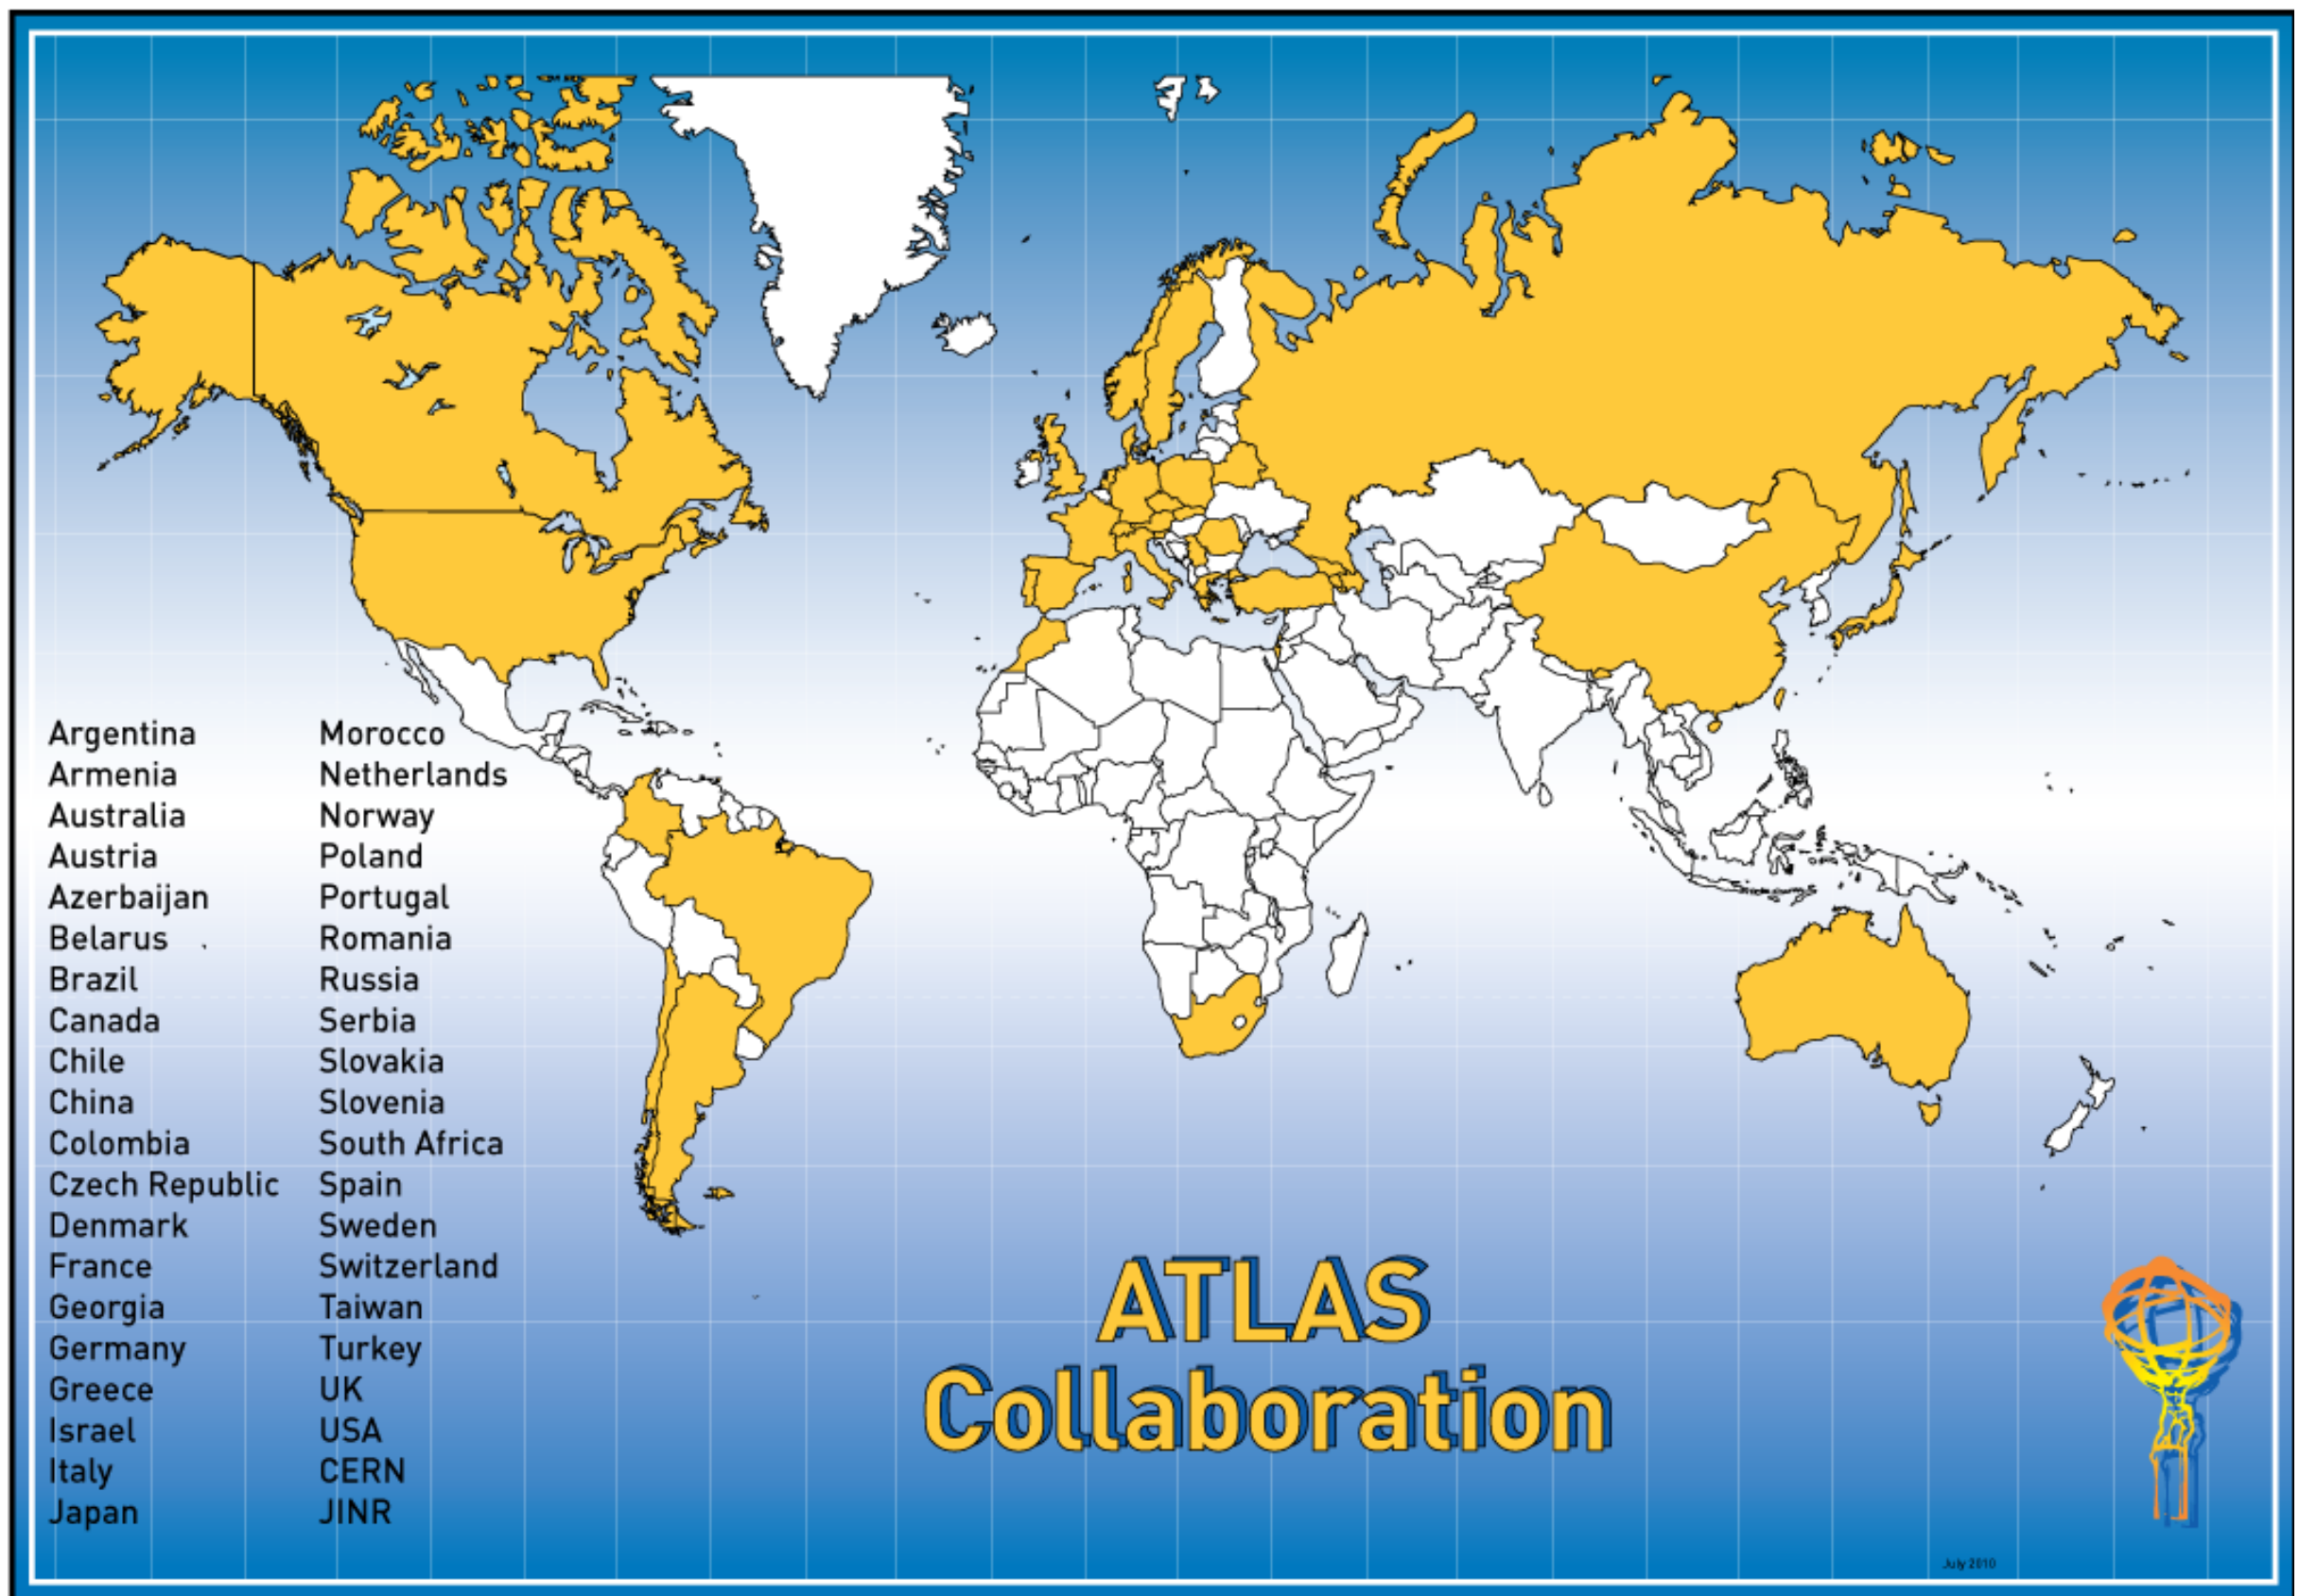 Argentina
Armenia
Australia
Austria
Azerbaijan
Belarus
Brazil
Canada
Chile
China
Colombia
Czech Republic
Denmark
France
Georgia
Germany
Greece
Israel
Italy
Japan
Morocco
Netherlands
Norway
Poland
Portugal
Romania
Russia
Serbia
Slovakia
Slovenia
South Africa
Spain
Sweden
Switzerland
Taiwan
Turkey
UK
USA
CERN
JINR
ATLAS
Collaboration
July 2010